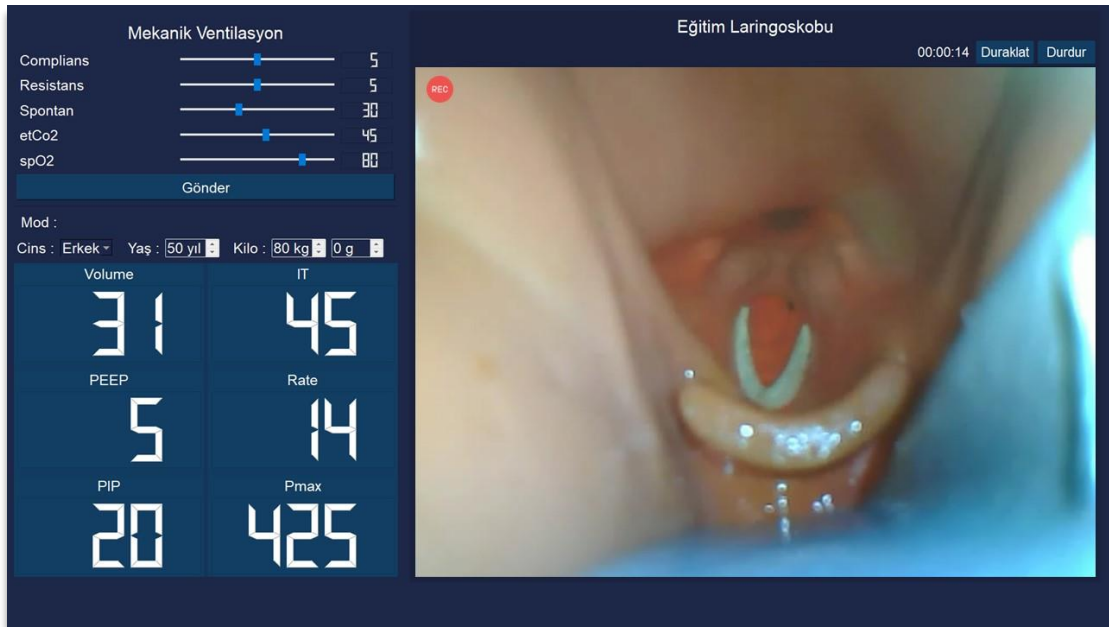 Mekanik Ventilasyon
Complians 5
Resistans 5
Spontan 30
etCo2 45
spO2 80
Gönder
Mod :
Cins : Erkek Yaş : 50 yıl Kilo : 80 kg 0 g
Volume IT
31 45
PEEP Rate
5 14
PIP Pmax
20 425
Eğitim Laringoskobu
00:00:14 Duraklat Durdur
REC